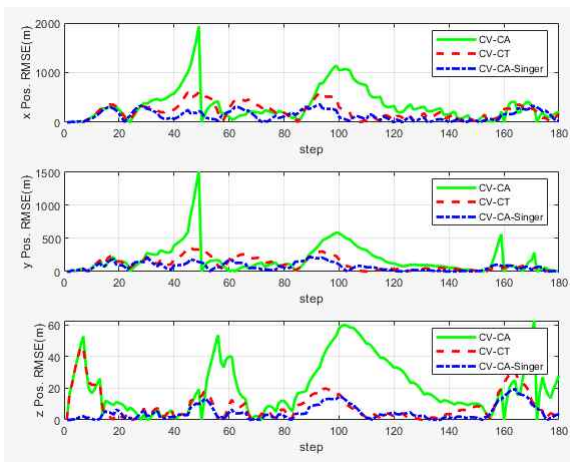 2000
1000
0
x Pos. RMSE(m)
CV-CA
CV-CT
CV-CA-Singer
0 20 40 60 80 100 120 140 160 180
step
1500
1000
500
0
y Pos. RMSE(m)
CV-CA
CV-CT
CV-CA-Singer
0 20 40 60 80 100 120 140 160 180
step
60
40
20
0
z Pos. RMSE(m)
CV-CA
CV-CT
CV-CA-Singer
0 20 40 60 80 100 120 140 160 180
step